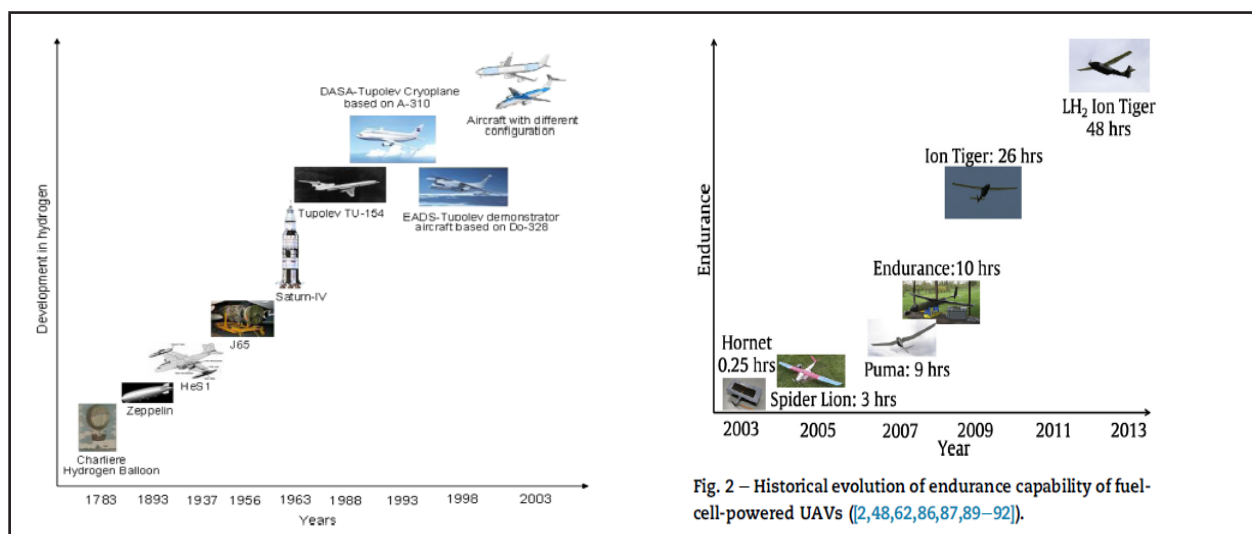 Development in hydrogen
DASA-Tupolev Cryoplane
based on A-310
Aircraft with different
configuration
Tupolev TU-154
EADS-Tupolev demonstrator
aircraft based on Do-328
Saturn-IV
J65
HeS1
Zeppelin
Charliere
Hydrogen Balloon
1783 1893 1937 1956 1963 1988 1993 1998 2003
Years
Endurance
LH₂ Ion Tiger
48 hrs
Ion Tiger: 26 hrs
Endurance:10 hrs
Puma: 9 hrs
Hornet
0.25 hrs
Spider Lion: 3 hrs
2003 2005 2007 2009 2011 2013
Year
Fig. 2 – Historical evolution of endurance capability of fuel-
cell-powered UAVs ([2,48,62,86,87,89–92]).